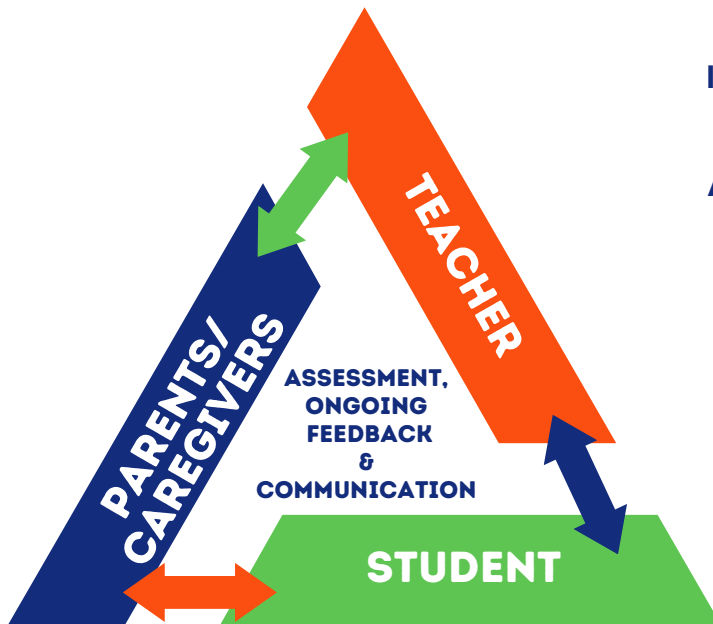 TEACHER
PARENTS/
CAREGIVERS
ASSESSMENT,
ONGOING
FEEDBACK
&
COMMUNICATION
STUDENT